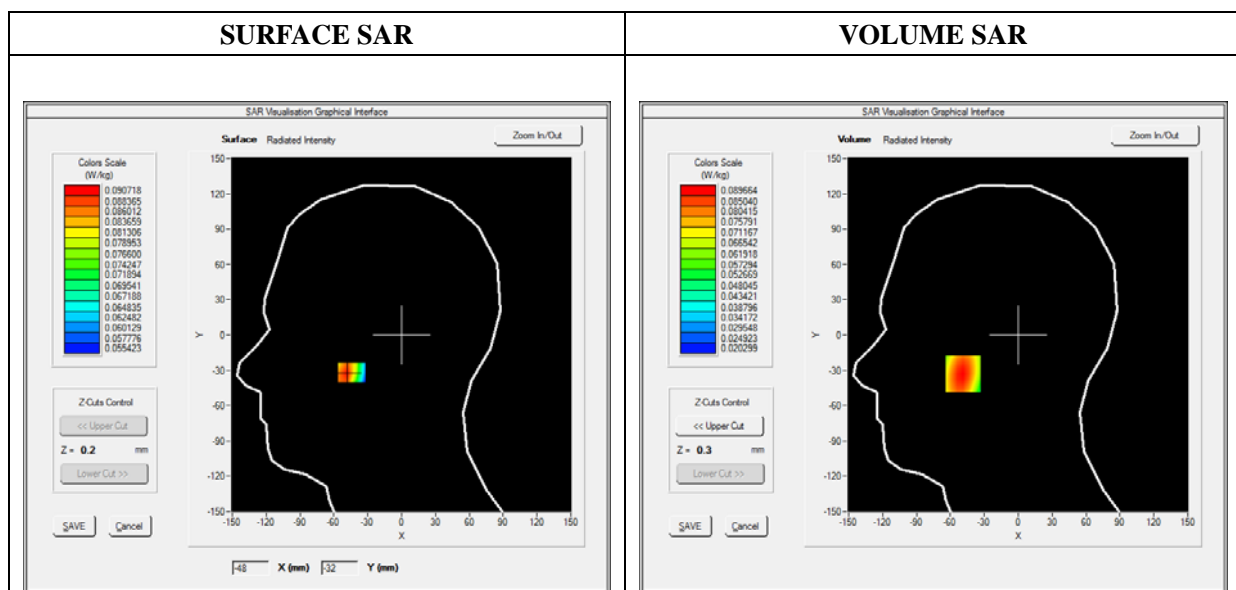 SURFACE SAR
VOLUME SAR
SAR Visualisation Graphical Interface
Surface Radiated Intensity
Zoom In/Out
Colors Scale
(W/kg)
0.090718
0.088365
0.086012
0.083659
0.081306
0.078953
0.076600
0.074247
0.071894
0.069541
0.067188
0.064835
0.062482
0.060129
0.057776
0.055423
150
120
90
60
30
Y
0
-30
-60
-90
-120
-150
-150 -120 -90 -60 -30 0 30 60 90 120 150
X
Z-Cuts Control
<< Upper Cut
Z = 0.2 mm
Lower Cut >>
SAVE Cancel
-48 X (mm) -32 Y (mm)
SAR Visualisation Graphical Interface
Volume Radiated Intensity
Zoom In/Out
Colors Scale
(W/kg)
0.089664
0.085040
0.080415
0.075791
0.071167
0.066542
0.061918
0.057294
0.052669
0.048045
0.043421
0.038796
0.034172
0.029548
0.024923
0.020299
150
120
90
60
30
Y
0
-30
-60
-90
-120
-150
-150 -120 -90 -60 -30 0 30 60 90 120 150
X
Z-Cuts Control
<< Upper Cut
Z = 0.3 mm
Lower Cut >>
SAVE Cancel